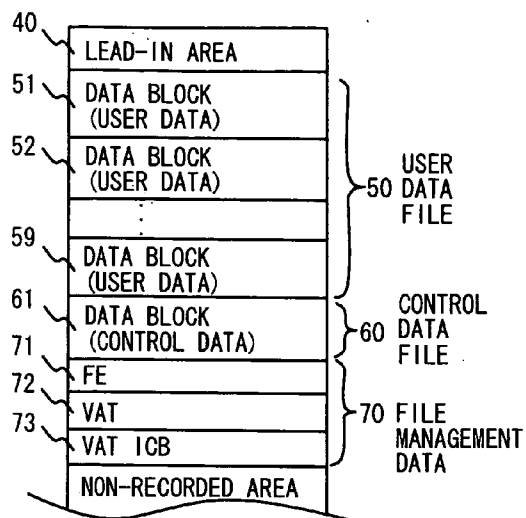 40
LEAD-IN AREA
51
DATA BLOCK
(USER DATA)
52
DATA BLOCK
(USER DATA)
⋮
59
DATA BLOCK
(USER DATA)
50 USER
DATA
FILE
61
DATA BLOCK
(CONTROL DATA)
60 CONTROL
DATA
FILE
71
FE
72
VAT
73
VAT ICB
70 FILE
MANAGEMENT
DATA
NON-RECORDED AREA